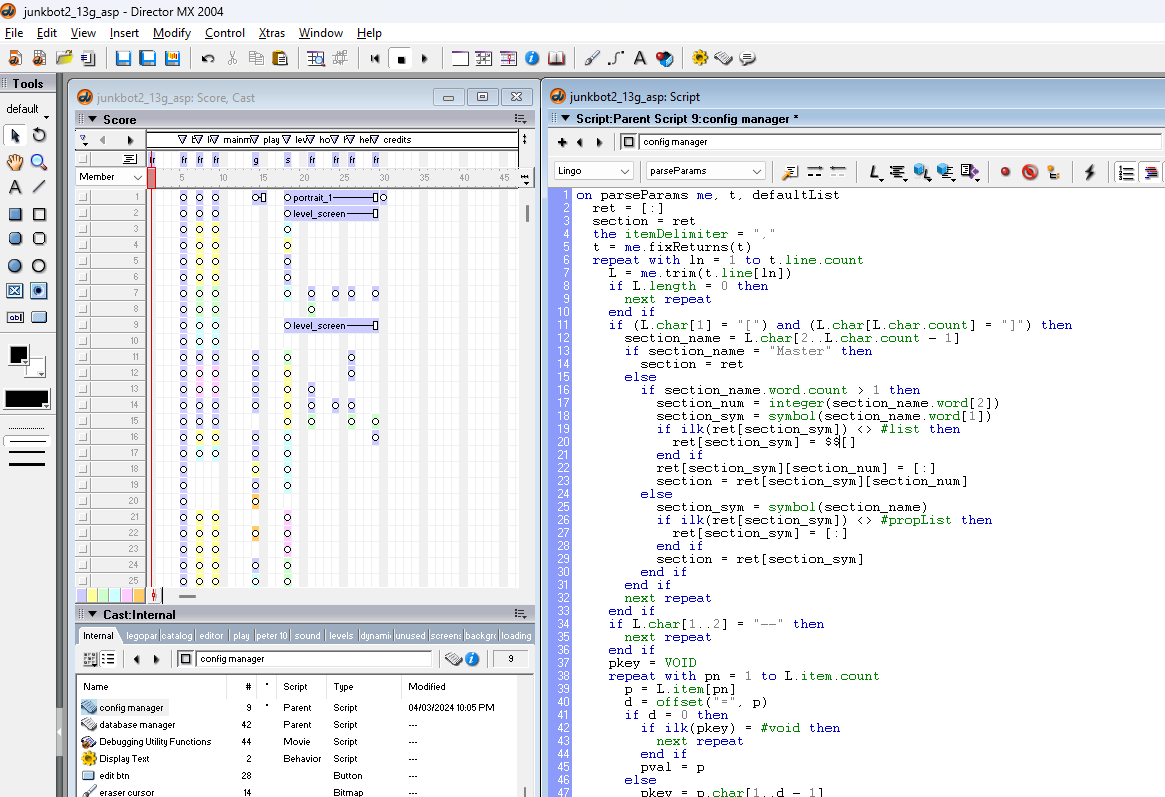 junkbot2_13g_asp - Director MX 2004
File Edit View Insert Modify Control Xtras Window Help
Tools
default
junkbot2_13g_asp: Score, Cast
Score
mainm play credits
fr fr fr g s fr fr fr fr
Member 5 10 15 20 25 30 35 40 45
1 portrait_1
2 level_screen
3
4
5
6
7
8
9 level_screen
10
11
12
13
14
15
16
17
18
19
20
21
22
23
24
25
Cast:Internal
Internal legopar catalog editor play peter 10 sound levels dynami unused screens backgro loading
config manager 9
Name # * Script Type Modified
config manager 9 * Parent Script 04/03/2024 10:05 PM
database manager 42 Parent Script ---
Debugging Utility Functions 44 Movie Script ---
Display Text 2 Behavior Script ---
edit btn 28 Button ---
eraser cursor 14 Bitmap ---
junkbot2_13g_asp: Script
Script:Parent Script 9:config manager *
config manager
Lingo parseParams
1 on parseParams me, t, defaultList
2 ret = [:]
3 section = ret
4 the itemDelimiter = ","
5 t = me.fixReturns(t)
6 repeat with ln = 1 to t.line.count
7 L = me.trim(t.line[ln])
8 if L.length = 0 then
9 next repeat
10 end if
11 if (L.char[1] = "[") and (L.char[L.char.count] = "]") then
12 section_name = L.char[2..L.char.count - 1]
13 if section_name = "Master" then
14 section = ret
15 else
16 if section_name.word.count > 1 then
17 section_num = integer(section_name.word[2])
18 section_sym = symbol(section_name.word[1])
19 if ilk(ret[section_sym]) <> #list then
20 ret[section_sym] = $$[]
21 end if
22 ret[section_sym][section_num] = [:]
23 section = ret[section_sym][section_num]
24 else
25 section_sym = symbol(section_name)
26 if ilk(ret[section_sym]) <> #propList then
27 ret[section_sym] = [:]
28 end if
29 section = ret[section_sym]
30 end if
31 end if
32 next repeat
33 end if
34 if L.char[1..2] = "--" then
35 next repeat
36 end if
37 pkey = VOID
38 repeat with pn = 1 to L.item.count
39 p = L.item[pn]
40 d = offset("=", p)
41 if d = 0 then
42 if ilk(pkey) = #void then
43 next repeat
44 end if
45 pval = p
46 else
47 pkey = p.char[1..d - 1]